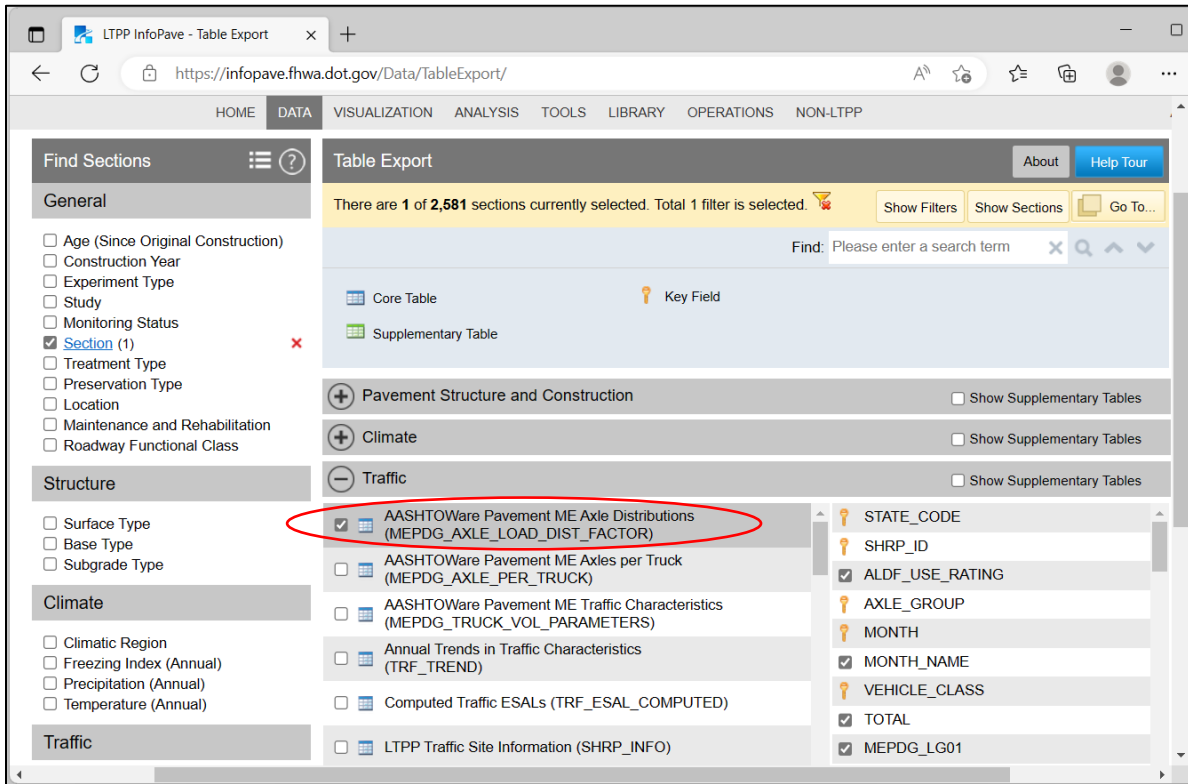 LTPP InfoPave - Table Export
https://infopave.fhwa.dot.gov/Data/TableExport/
HOME DATA VISUALIZATION ANALYSIS TOOLS LIBRARY OPERATIONS NON-LTPP
Find Sections
General
Age (Since Original Construction)
Construction Year
Experiment Type
Study
Monitoring Status
Section (1)
Treatment Type
Preservation Type
Location
Maintenance and Rehabilitation
Roadway Functional Class
Structure
Surface Type
Base Type
Subgrade Type
Climate
Climatic Region
Freezing Index (Annual)
Precipitation (Annual)
Temperature (Annual)
Traffic
Table Export
About
Help Tour
There are 1 of 2,581 sections currently selected. Total 1 filter is selected.
Show Filters
Show Sections
Go To...
Find: Please enter a search term
Core Table
Key Field
Supplementary Table
Pavement Structure and Construction
Show Supplementary Tables
Climate
Show Supplementary Tables
Traffic
Show Supplementary Tables
AASHTOWare Pavement ME Axle Distributions
(MEPDG_AXLE_LOAD_DIST_FACTOR)
AASHTOWare Pavement ME Axles per Truck
(MEPDG_AXLE_PER_TRUCK)
AASHTOWare Pavement ME Traffic Characteristics
(MEPDG_TRUCK_VOL_PARAMETERS)
Annual Trends in Traffic Characteristics
(TRF_TREND)
Computed Traffic ESALs (TRF_ESAL_COMPUTED)
LTPP Traffic Site Information (SHRP_INFO)
STATE_CODE
SHRP_ID
ALDF_USE_RATING
AXLE_GROUP
MONTH
MONTH_NAME
VEHICLE_CLASS
TOTAL
MEPDG_LG01